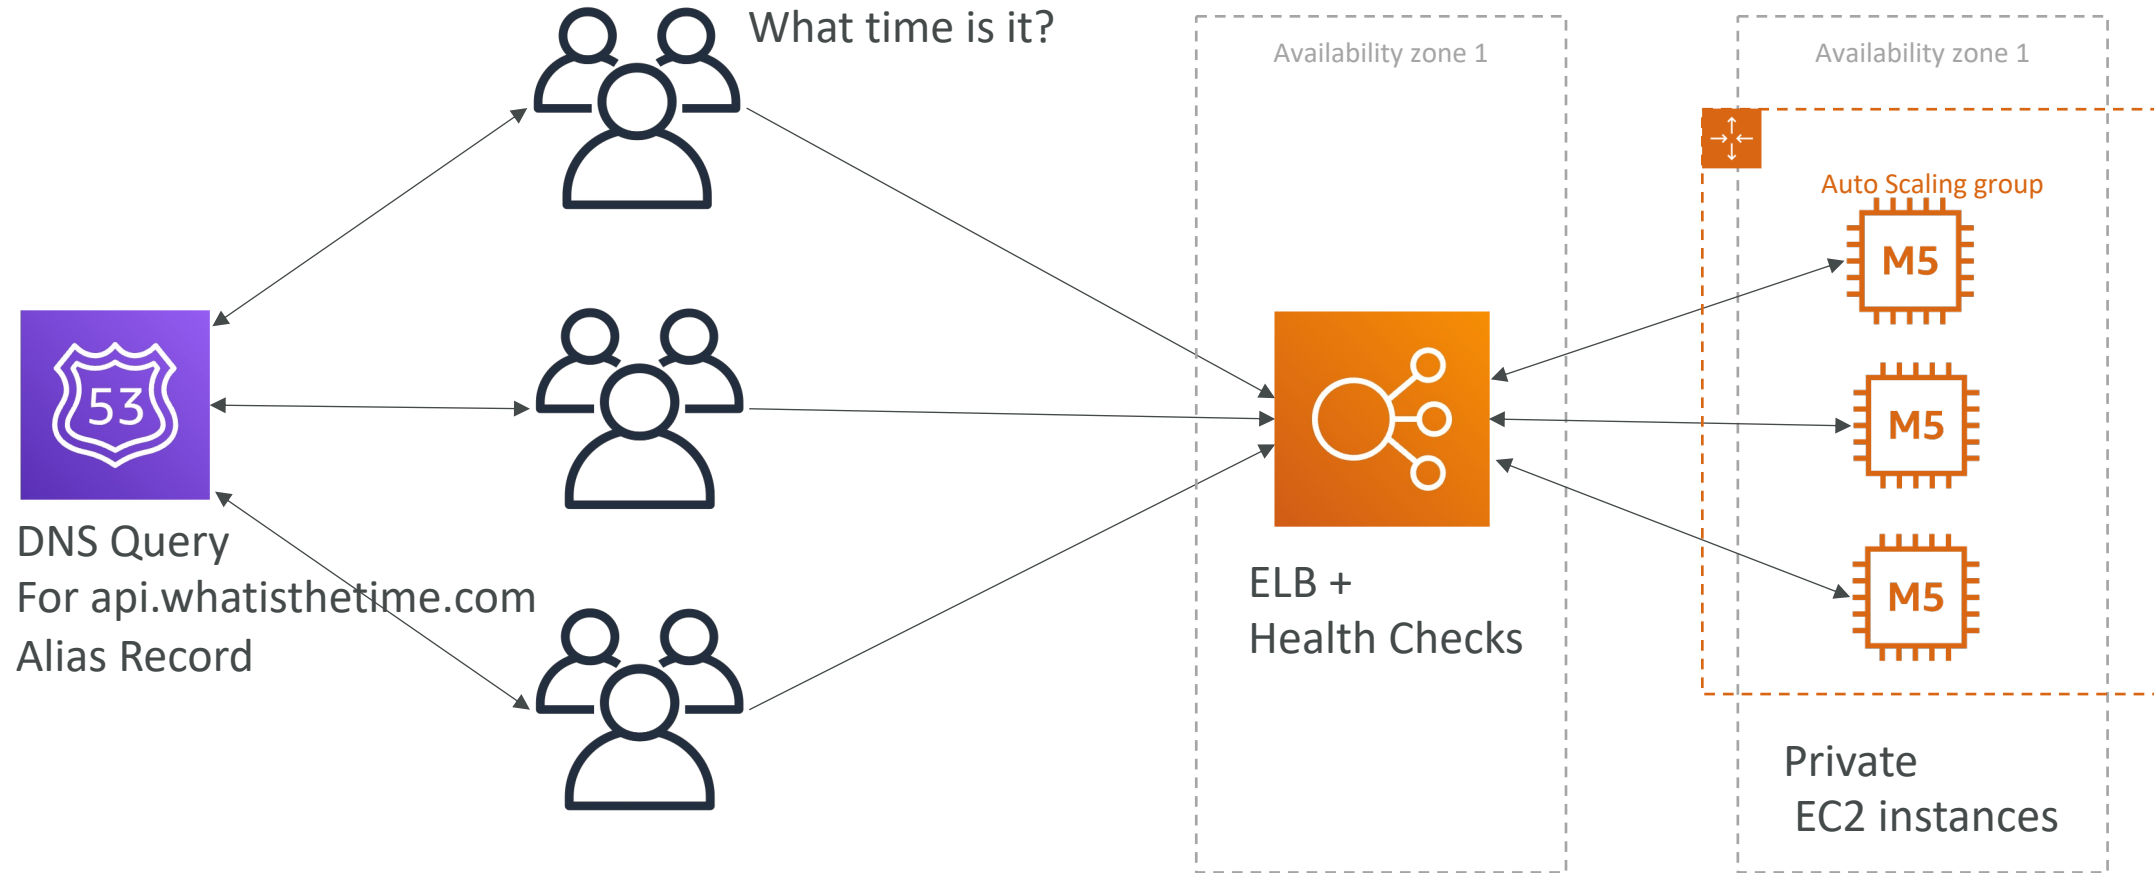 What time is it?
Availability zone 1
Availability zone 1
Auto Scaling group
M5
53
M5
DNS Query
For api.whatisthetime.com
Alias Record
ELB +
Health Checks
M5
Private
EC2 instances